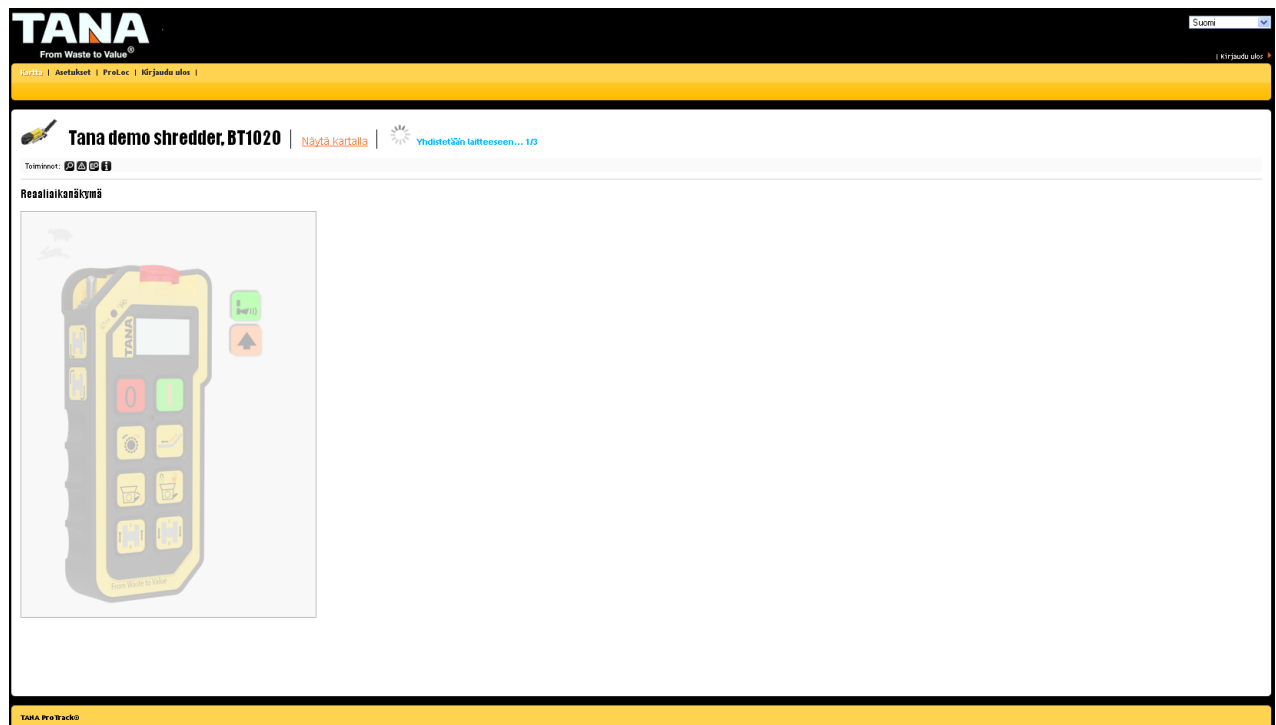 TANA
From Waste to Value®
Suomi
| Kirjaudu ulos
Kartta | Asetukset | ProLoc | Kirjaudu ulos |
Tana demo shredder, BT1020 | Näytä kartalla | Yhdistetään laitteeseen... 1/3
Toiminnot:
Reaaliaikanäkymä
TANA
0 I
From Waste to Value
TANA ProTrack®